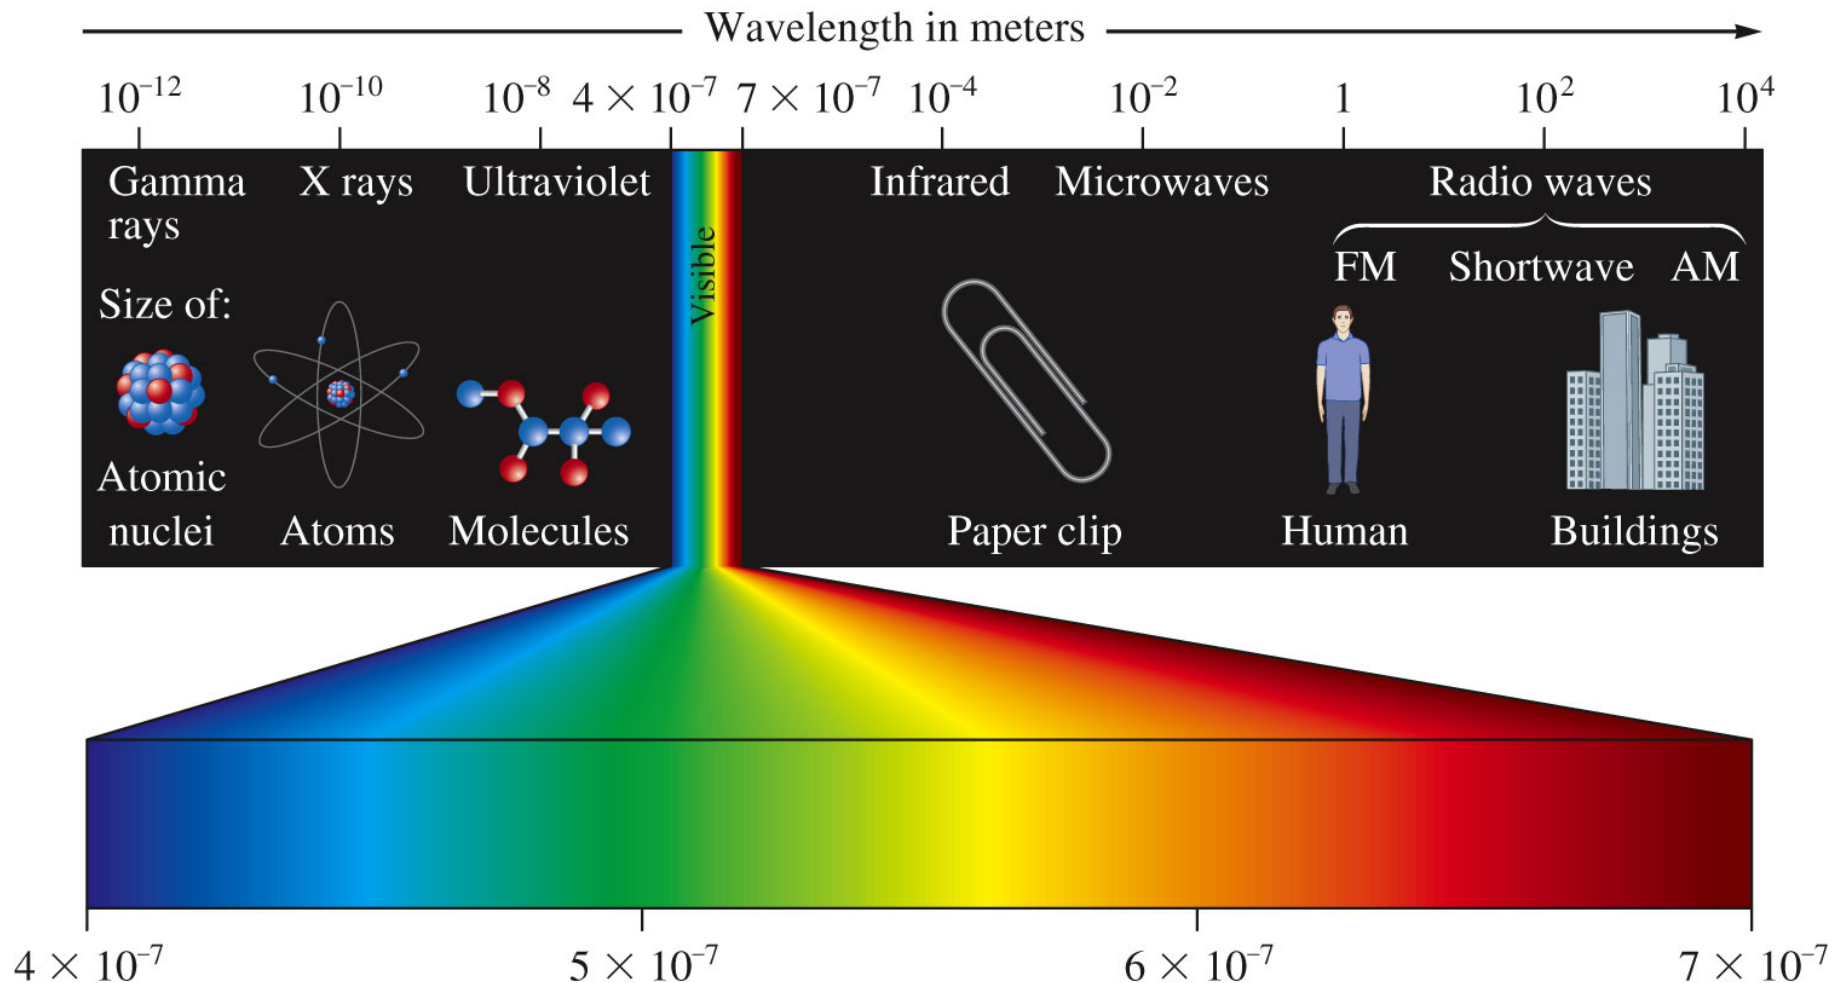 Wavelength in meters
10⁻¹² 10⁻¹⁰ 10⁻⁸ 4 × 10⁻⁷ 7 × 10⁻⁷ 10⁻⁴ 10⁻² 1 10² 10⁴
Gamma rays X rays Ultraviolet Visible Infrared Microwaves Radio waves
FM Shortwave AM
Size of:
Atomic nuclei Atoms Molecules Paper clip Human Buildings
4 × 10⁻⁷ 5 × 10⁻⁷ 6 × 10⁻⁷ 7 × 10⁻⁷